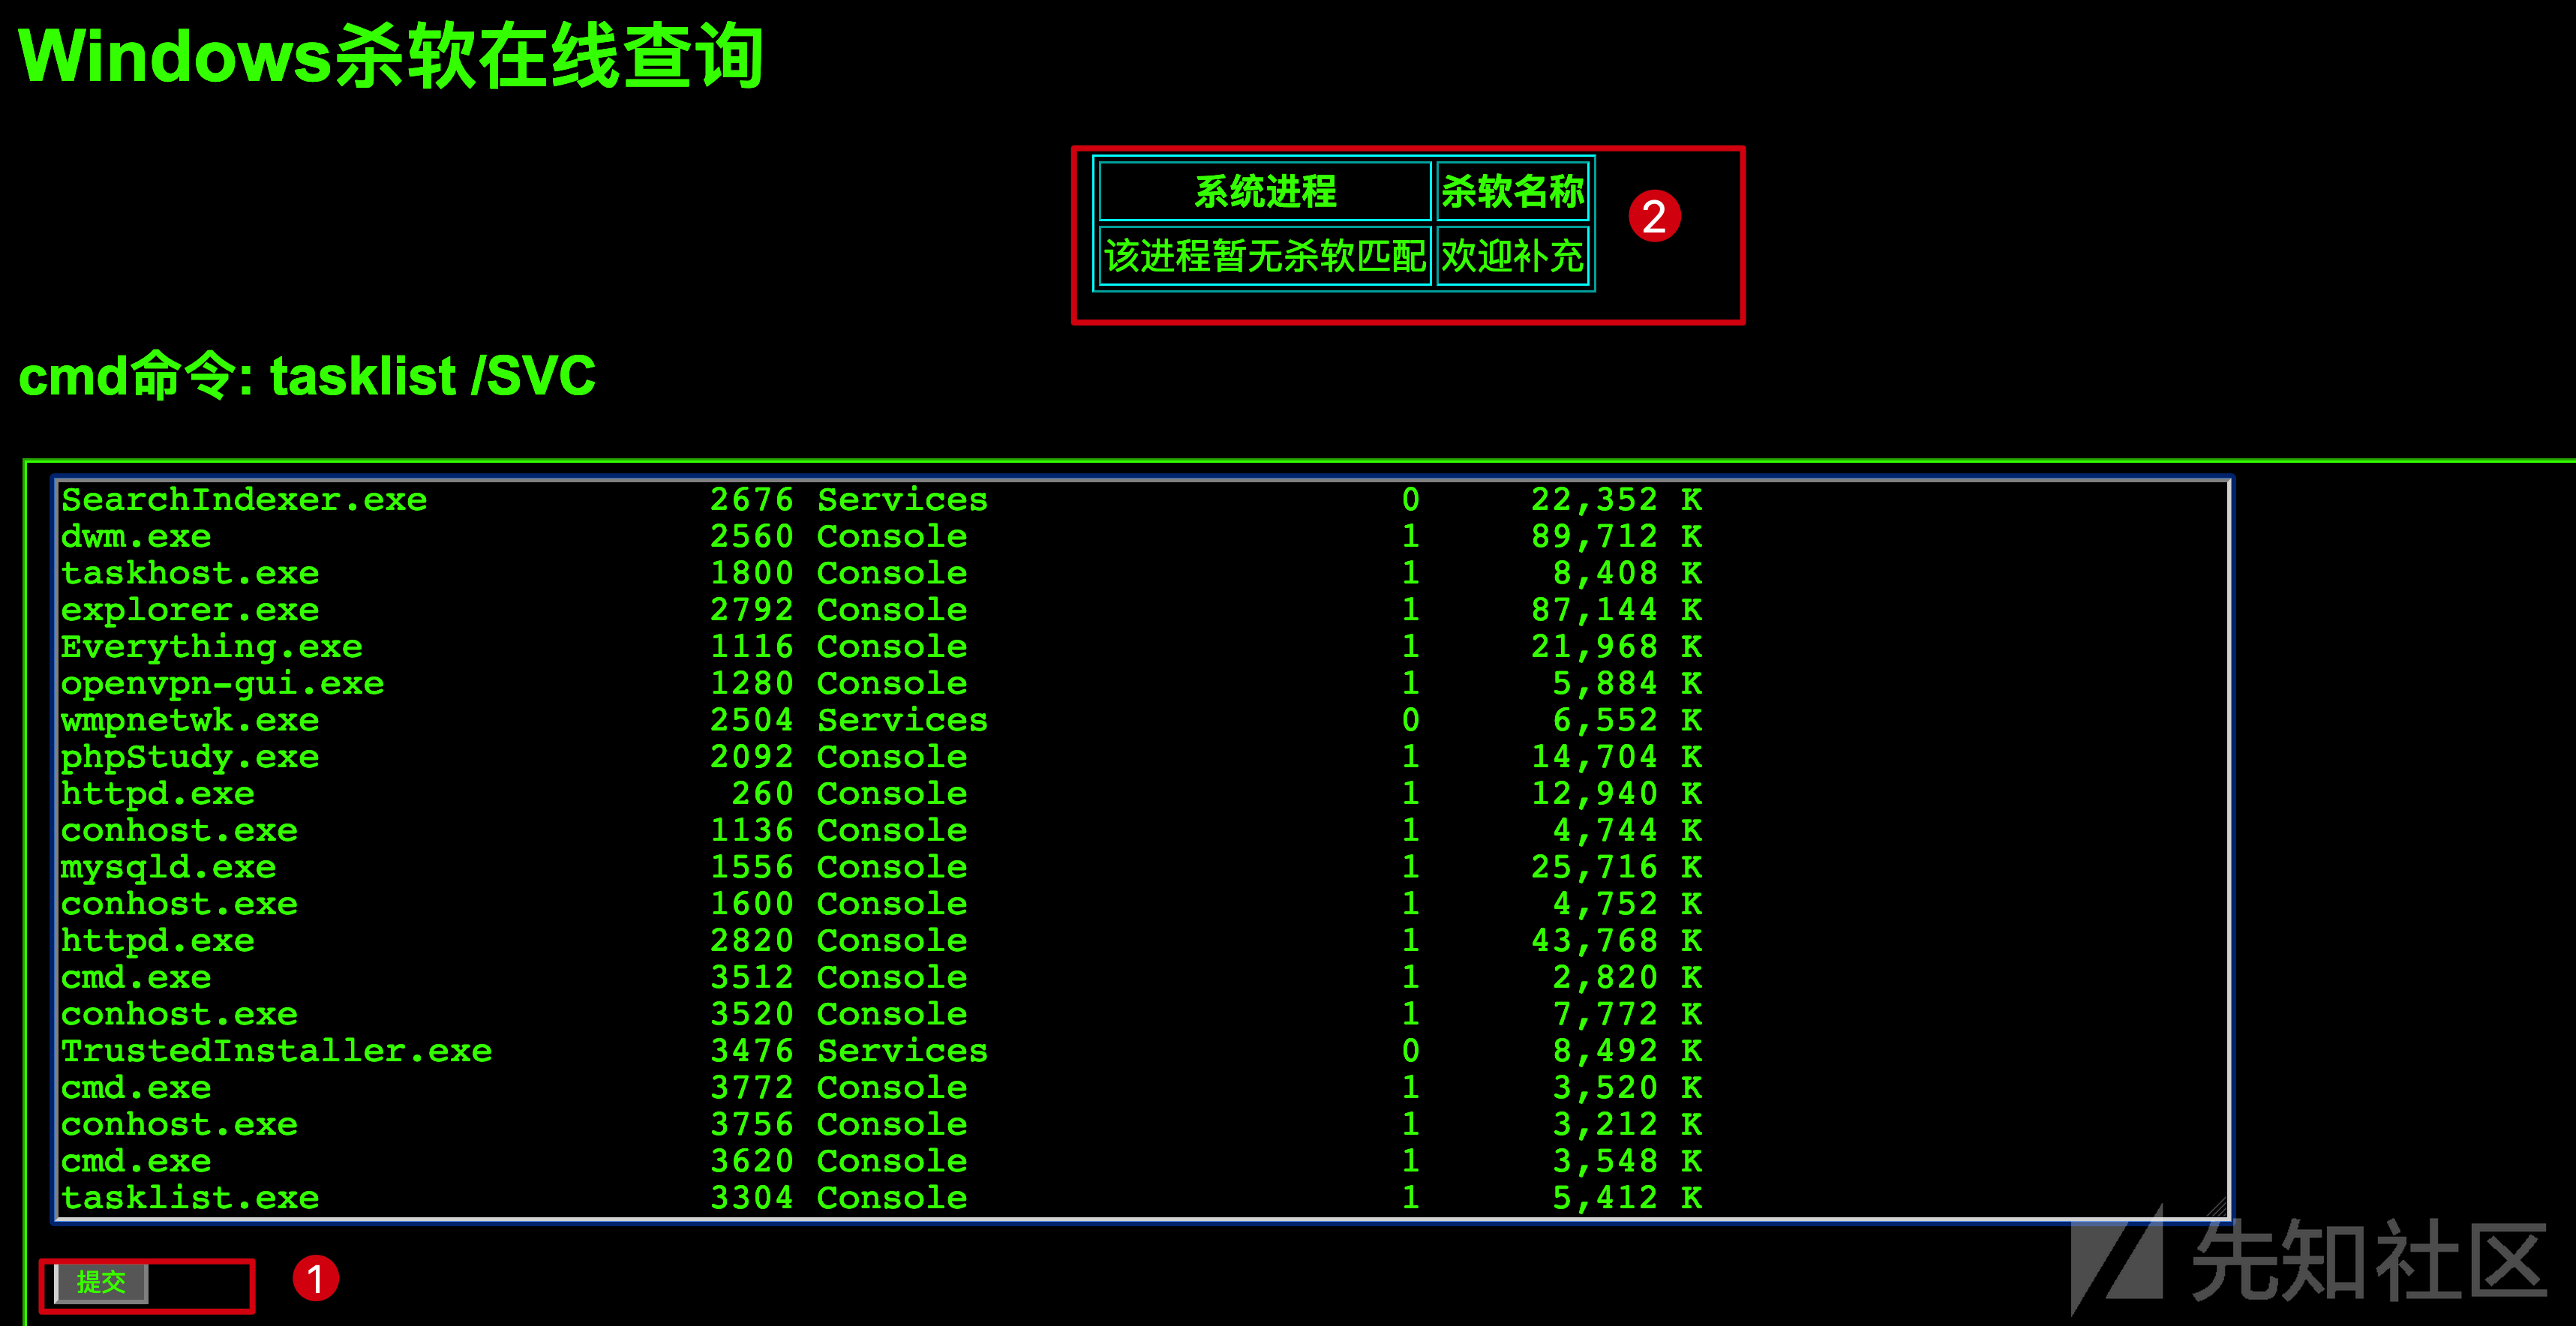 Windows杀软在线查询
系统进程 杀软名称
该进程暂无杀软匹配 欢迎补充
2
cmd命令: tasklist /SVC
SearchIndexer.exe 2676 Services 0 22,352 K
dwm.exe 2560 Console 1 89,712 K
taskhost.exe 1800 Console 1 8,408 K
explorer.exe 2792 Console 1 87,144 K
Everything.exe 1116 Console 1 21,968 K
openvpn-gui.exe 1280 Console 1 5,884 K
wmpnetwk.exe 2504 Services 0 6,552 K
phpStudy.exe 2092 Console 1 14,704 K
httpd.exe 260 Console 1 12,940 K
conhost.exe 1136 Console 1 4,744 K
mysqld.exe 1556 Console 1 25,716 K
conhost.exe 1600 Console 1 4,752 K
httpd.exe 2820 Console 1 43,768 K
cmd.exe 3512 Console 1 2,820 K
conhost.exe 3520 Console 1 7,772 K
TrustedInstaller.exe 3476 Services 0 8,492 K
cmd.exe 3772 Console 1 3,520 K
conhost.exe 3756 Console 1 3,212 K
cmd.exe 3620 Console 1 3,548 K
tasklist.exe 3304 Console 1 5,412 K
提交
1
先知社区